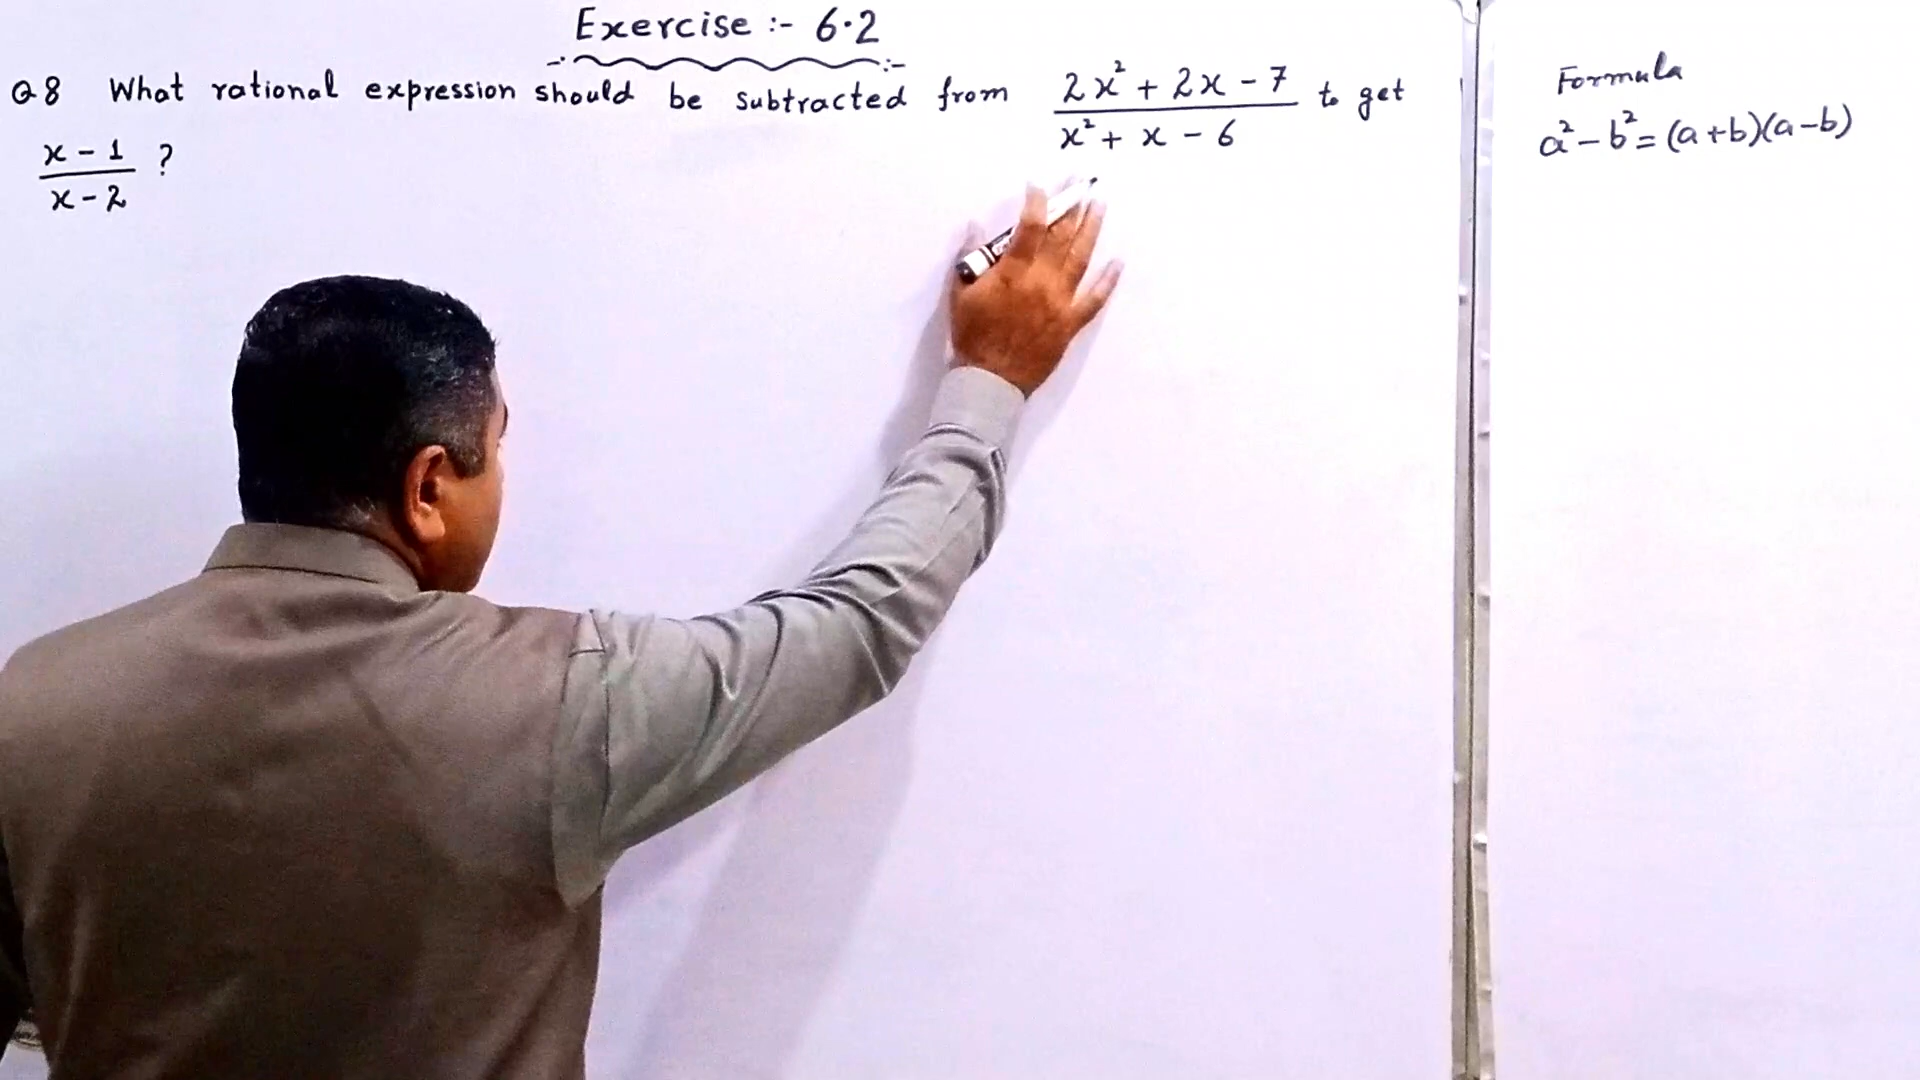 Exercise :- 6.2
Q8 What rational expression should be subtracted from (2x² + 2x - 7)/(x² + x - 6) to get
(x - 1)/(x - 2) ?
Formula
a² - b² = (a+b)(a-b)